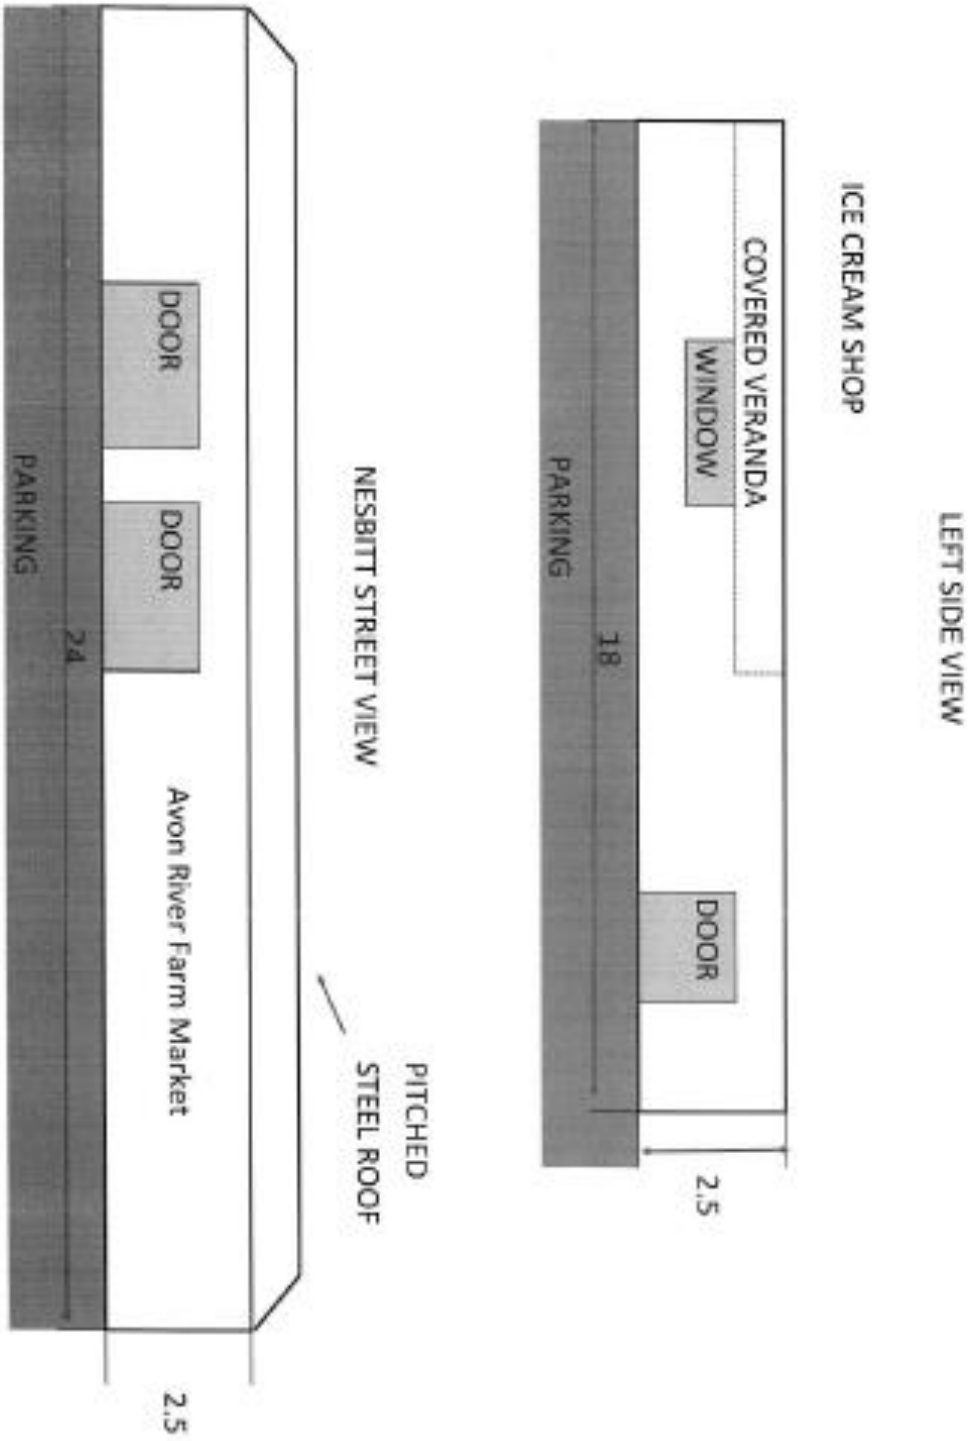 LEFT SIDE VIEW
ICE CREAM SHOP
COVERED VERANDA
WINDOW
DOOR
2.5
18
PARKING
PITCHED
STEEL ROOF
NESBITT STREET VIEW
DOOR
DOOR
Avon River Farm Market
2.5
24
PARKING